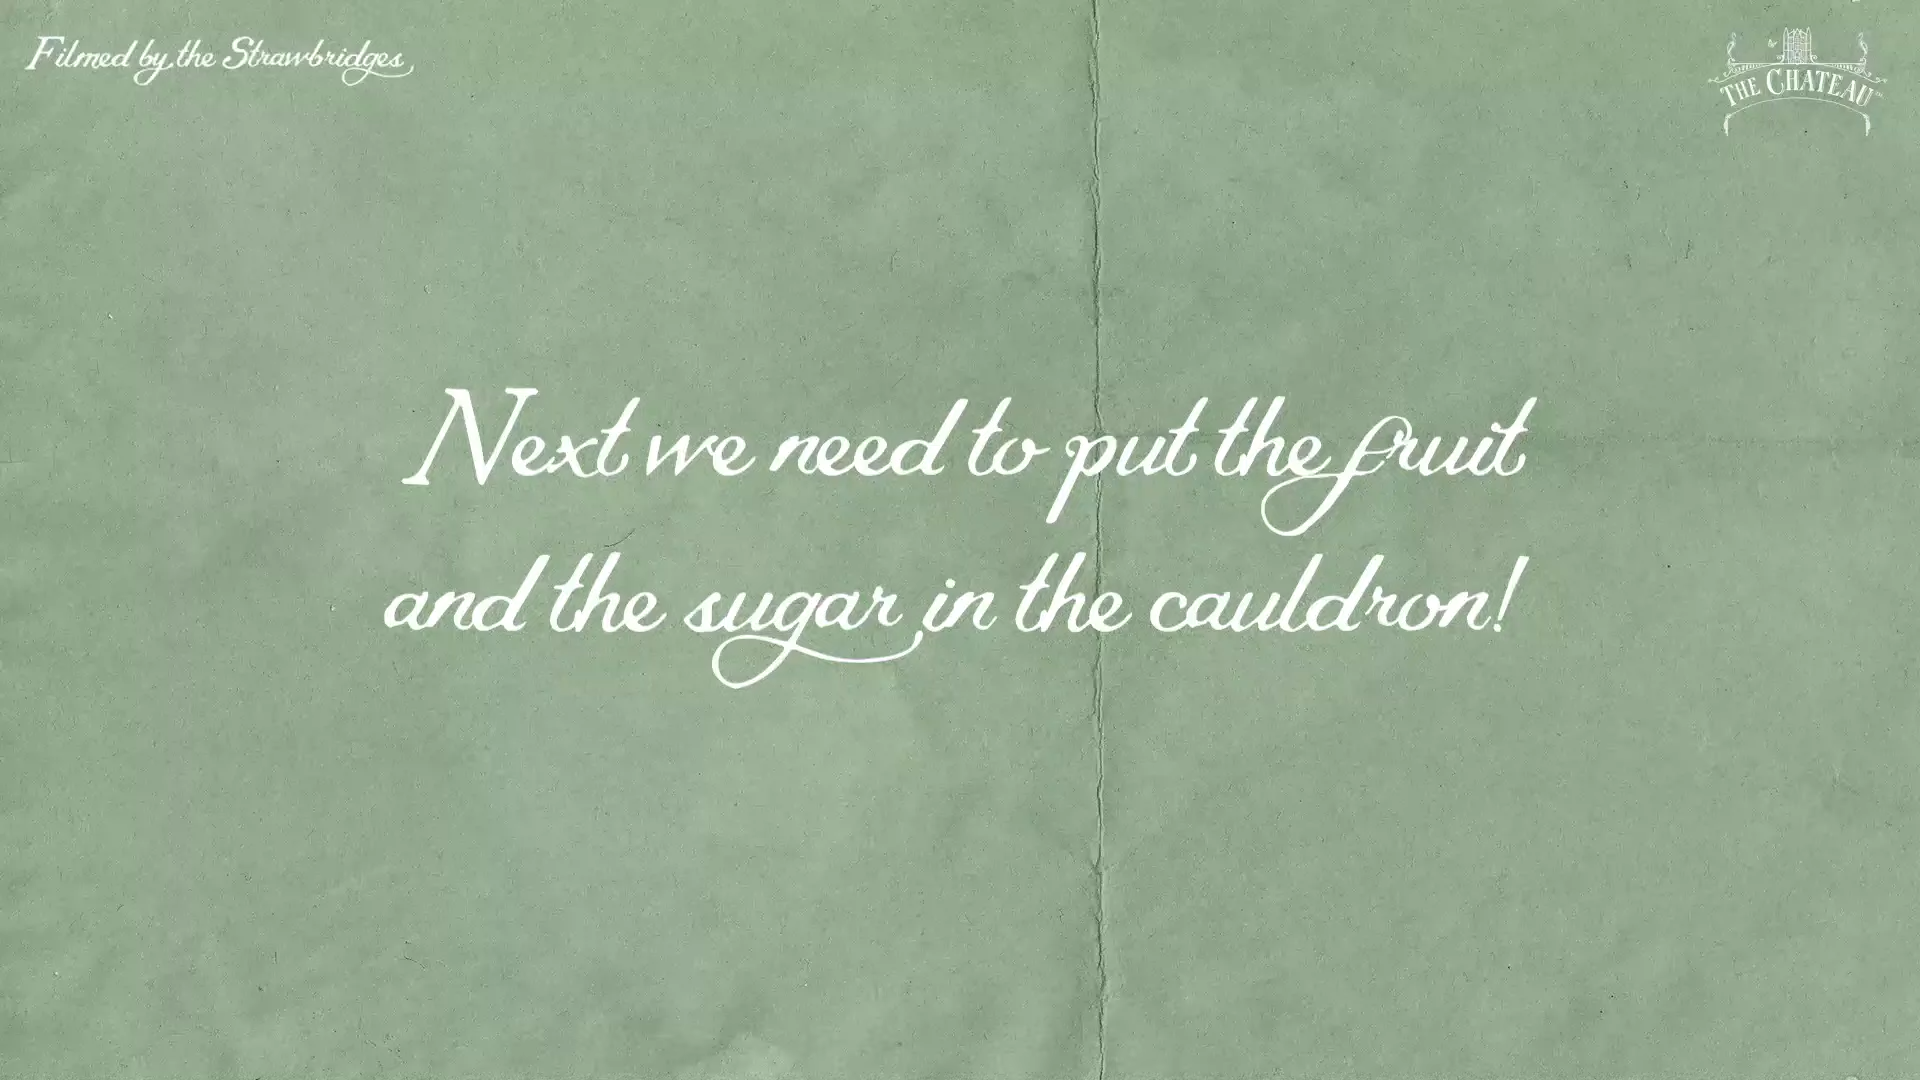 Filmed by the Strawbridges
THE CHATEAU
Next we need to put the fruit
and the sugar in the cauldron!